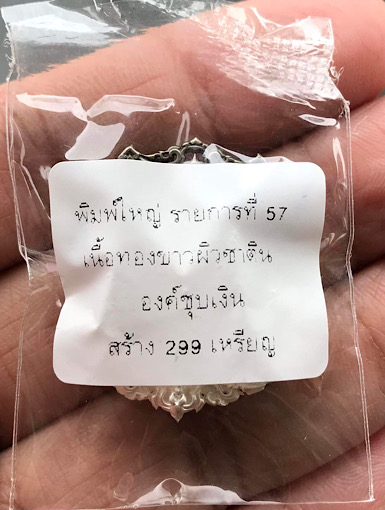 พิมพ์ใหญ่ รายการที่ 57
เนื้อทองขาวผิวซาติน
องค์ชุบเงิน
สร้าง 299 เหรียญ